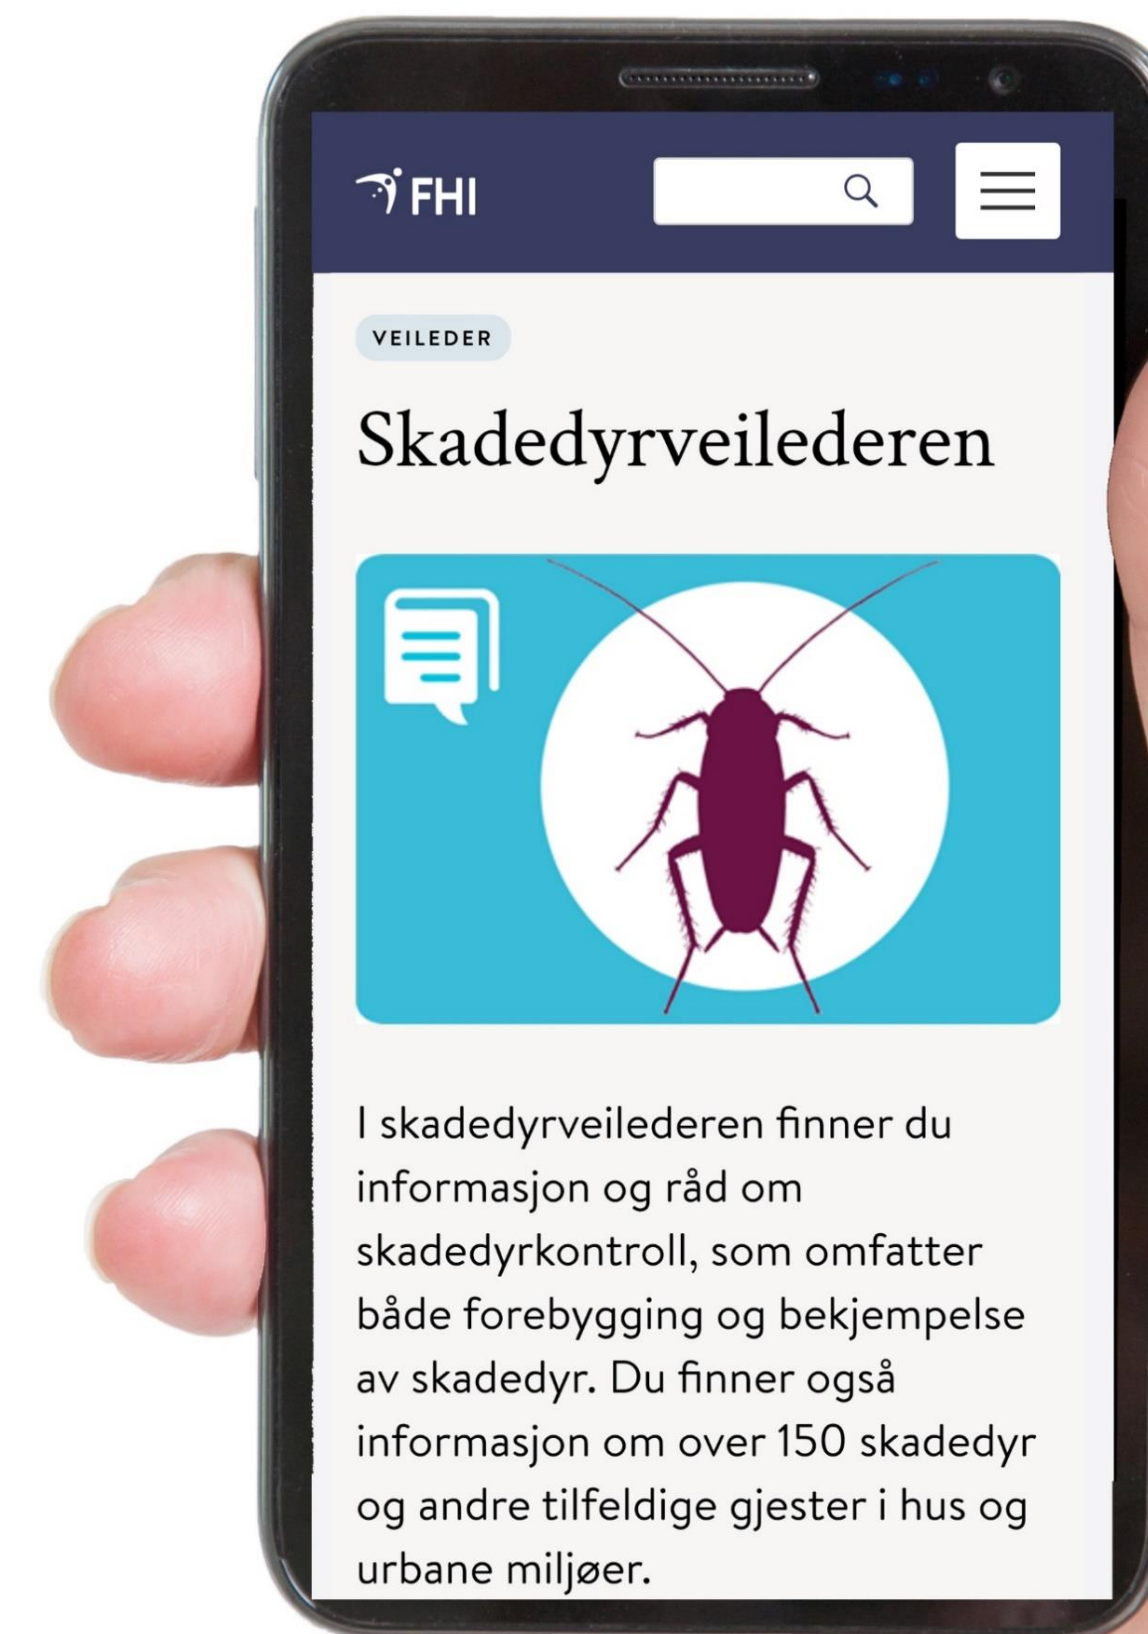 FHI
VEILEDER
Skadedyrveilederen
I skadedyrveilederen finner du
informasjon og råd om
skadedyrkontroll, som omfatter
både forebygging og bekjempelse
av skadedyr. Du finner også
informasjon om over 150 skadedyr
og andre tilfeldige gjester i hus og
urbane miljøer.